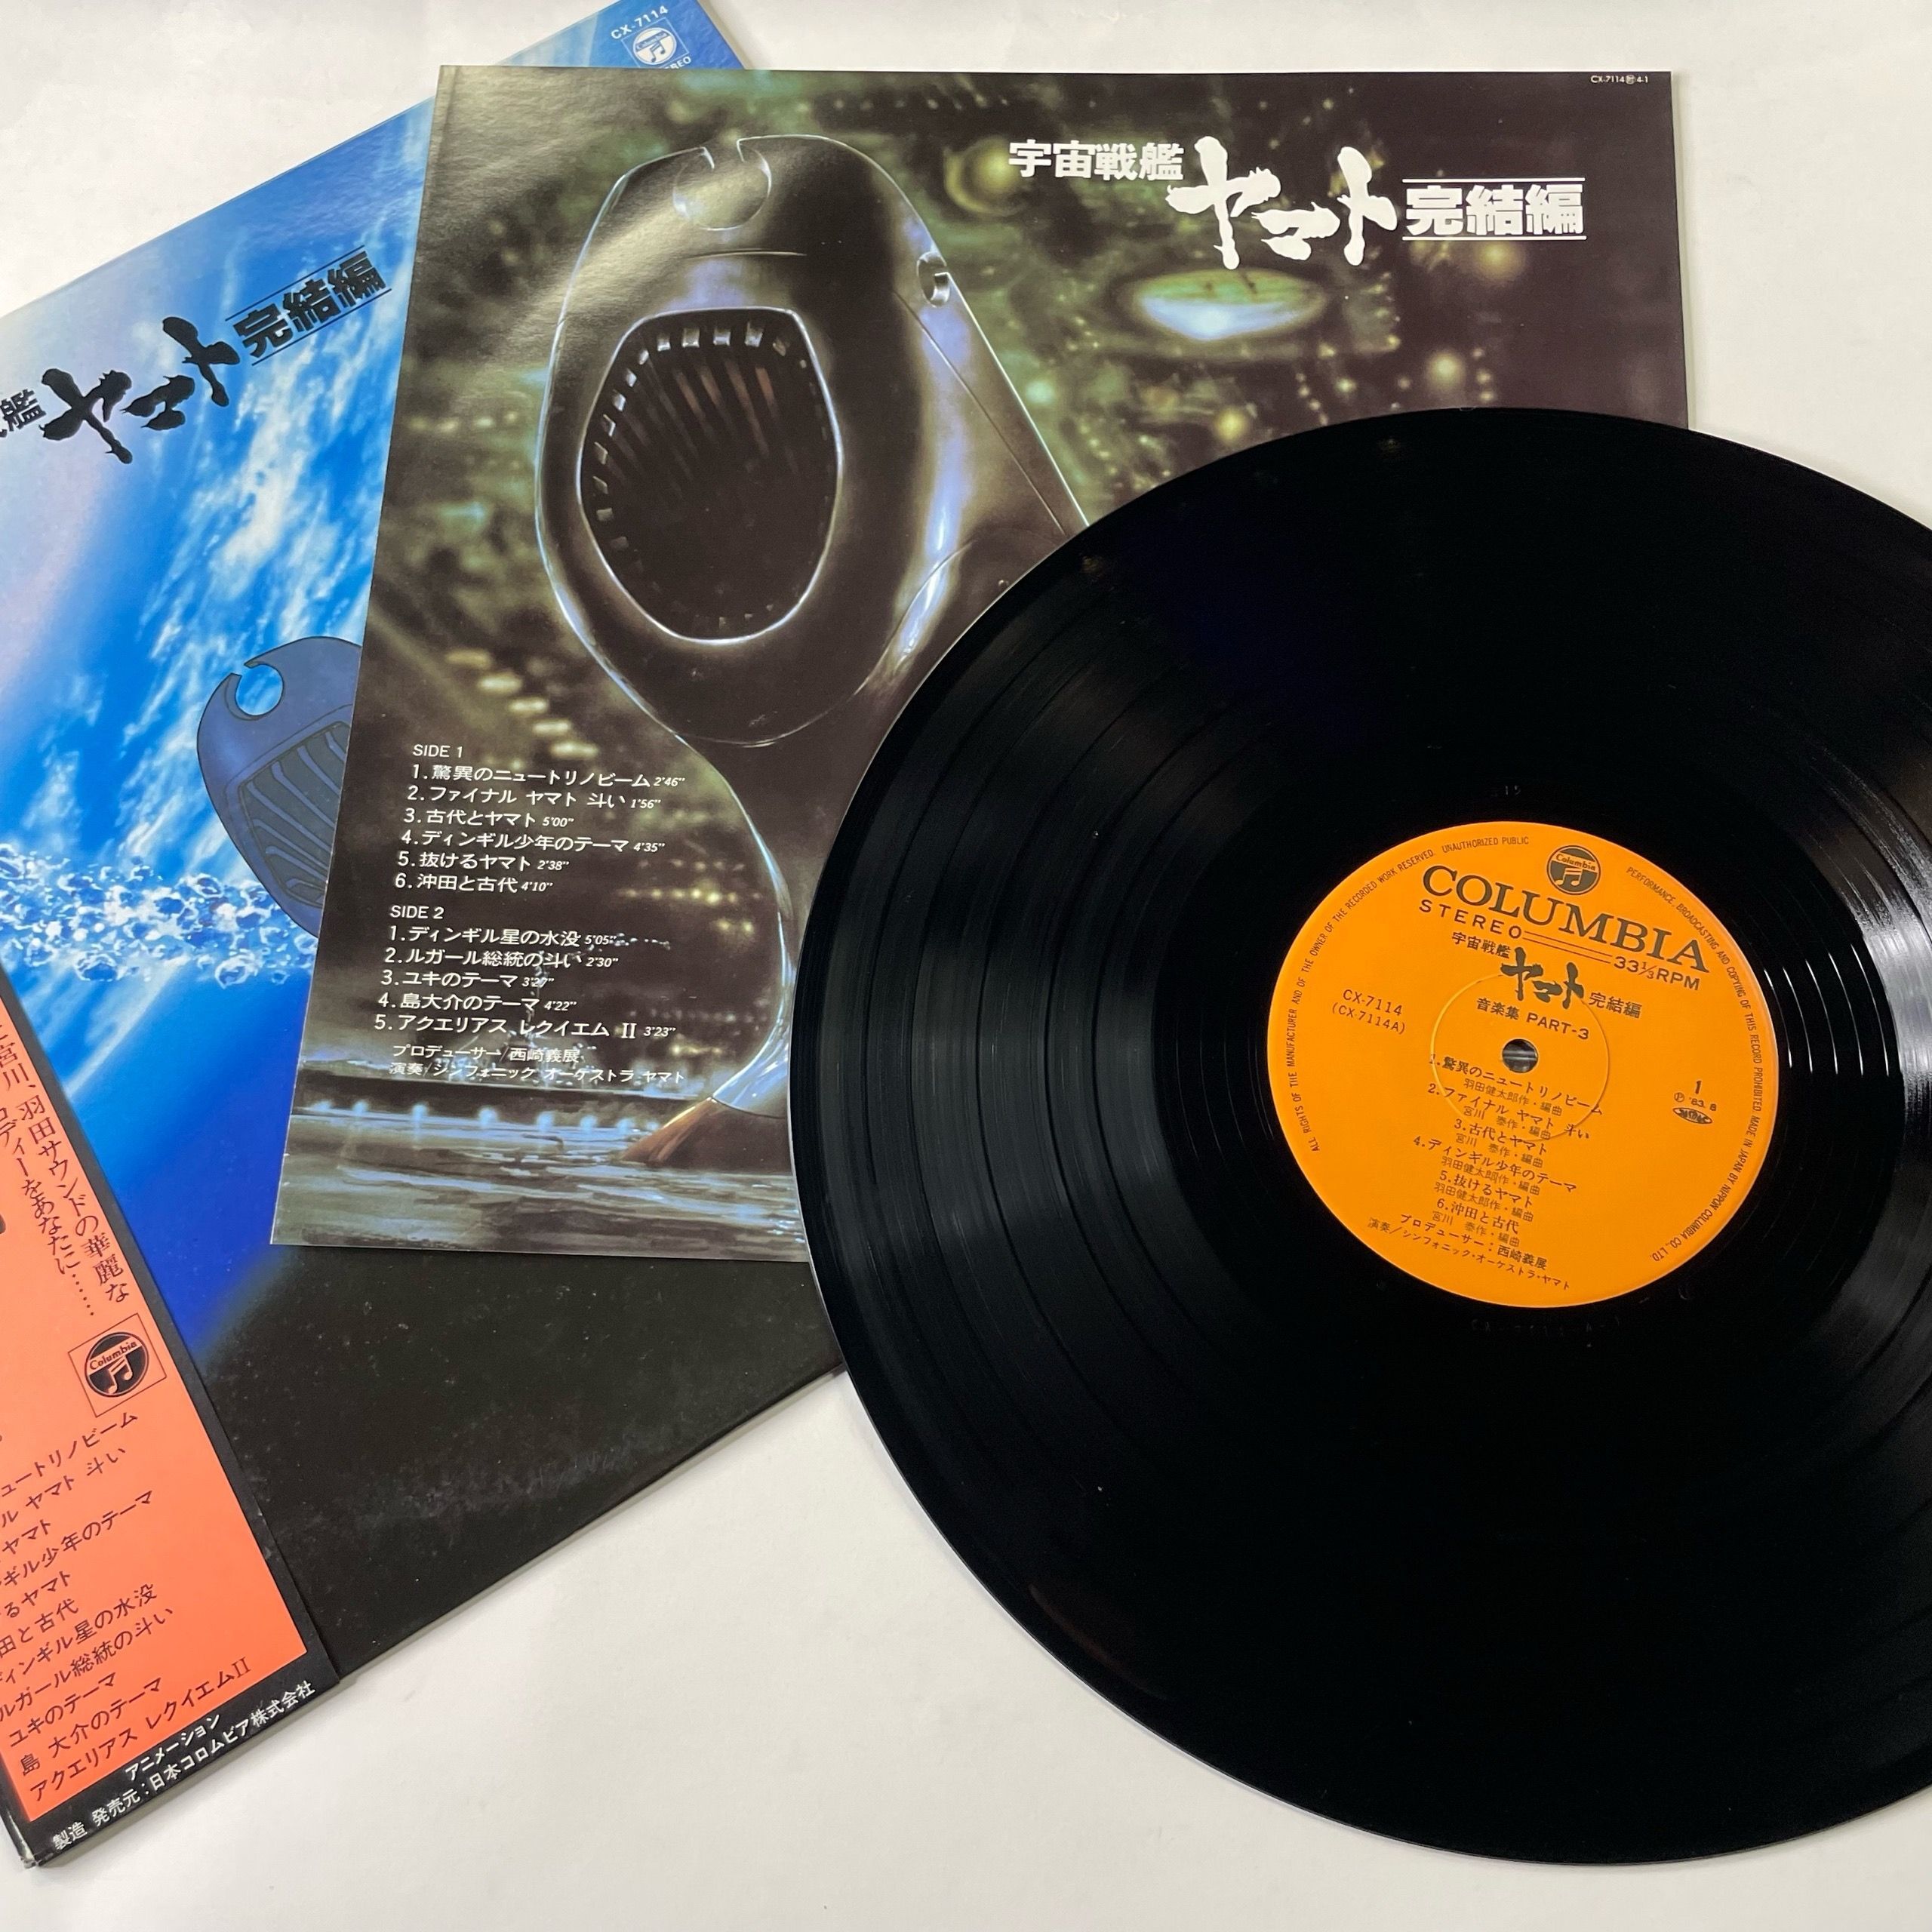 CX-7114
Columbia
艦 ヤマト 完結編
CX-7114 4-1
宇宙戦艦 ヤマト 完結編
SIDE 1
1.驚異のニュートリノビーム 2'46"
2.ファイナル ヤマト 斗い 1'56"
3.古代とヤマト 5'00"
4.ディンギル少年のテーマ 4'35"
5.抜けるヤマト 2'38"
6.沖田と古代 4'10"
SIDE 2
1.ディンギル星の水没 5'05"
2.ルガール総統の斗い 2'30"
3.ユキのテーマ 3'27"
4.島大介のテーマ 4'22"
5.アクエリアス レクイエム II 3'23"
プロデューサー 西崎義展
演奏/シンフォニック オーケストラ ヤマト
ALL RIGHTS OF THE MANUFACTURER AND OF THE OWNER OF THE RECORDED WORK RESERVED. UNAUTHORIZED PUBLIC PERFORMANCE, BROADCASTING AND COPYING OF THIS RECORD PROHIBITED. MADE IN JAPAN BY NIPPON COLUMBIA CO., LTD.
Columbia
COLUMBIA
STEREO 33⅓RPM
宇宙戦艦
ヤマト 完結編
音楽集 PART-3
CX-7114
(CX-7114A)
1
Ⓟ '83. 8
1.驚異のニュートリノビーム
羽田健太郎作・編曲
2.ファイナル ヤマト 斗い
宮川 泰作・編曲
3.古代とヤマト
宮川 泰作・編曲
4.ディンギル少年のテーマ
羽田健太郎作・編曲
5.抜けるヤマト
羽田健太郎作・編曲
6.沖田と古代
宮川 泰作・編曲
プロデューサー:西崎義展
演奏/シンフォニック・オーケストラ・ヤマト
宮川、羽田サウンドの華麗な
ロディーをあなたに……
Columbia
ュートリノビーム
ル ヤマト 斗い
ヤマト
ギル少年のテーマ
るヤマト
田と古代
ディンギル星の水没
ルガール総統の斗い
ユキのテーマ
島 大介のテーマ
アクエリアス レクイエムII
アニメーション
製造 発売元:日本コロムビア株式会社